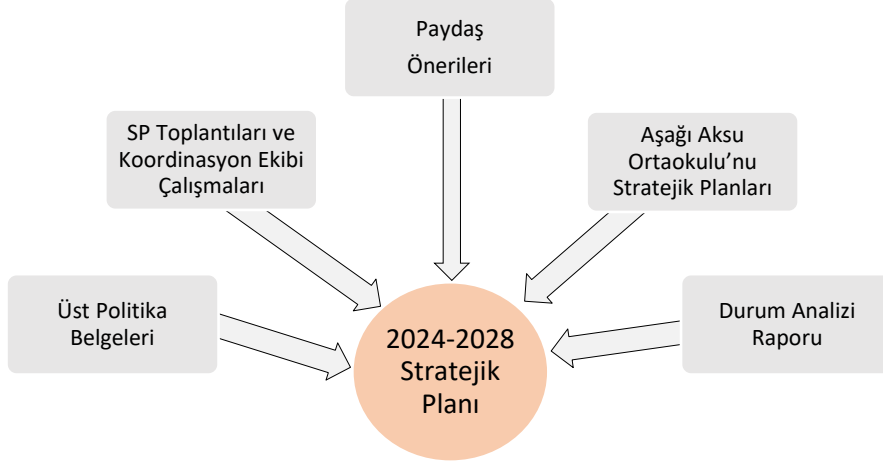 Paydaş
Önerileri
SP Toplantıları ve
Koordinasyon Ekibi
Çalışmaları
Aşağı Aksu
Ortaokulu’nu
Stratejik Planları
Üst Politika
Belgeleri
Durum Analizi
Raporu
2024-2028
Stratejik
Planı